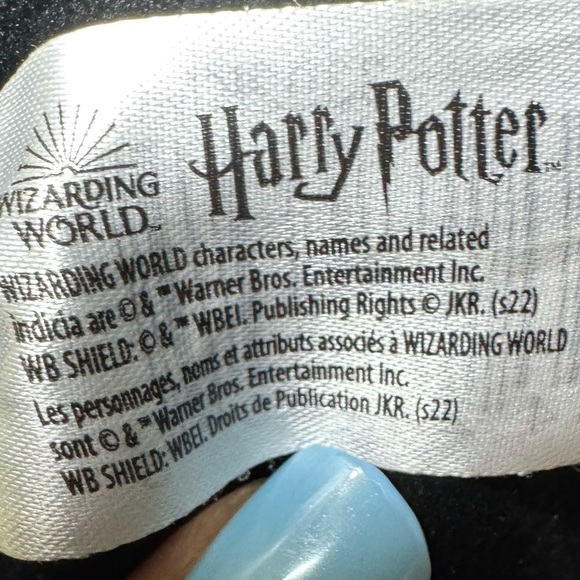 WIZARDING
WORLD™
Harry Potter™
WIZARDING WORLD characters, names and related
indicia are © & ™ Warner Bros. Entertainment Inc.
WB SHIELD: © & ™ WBEI. Publishing Rights © JKR. (s22)
Les personnages, noms et attributs associés à WIZARDING WORLD
sont © & ™ Warner Bros. Entertainment Inc.
WB SHIELD: WBEI. Droits de Publication JKR. (s22)